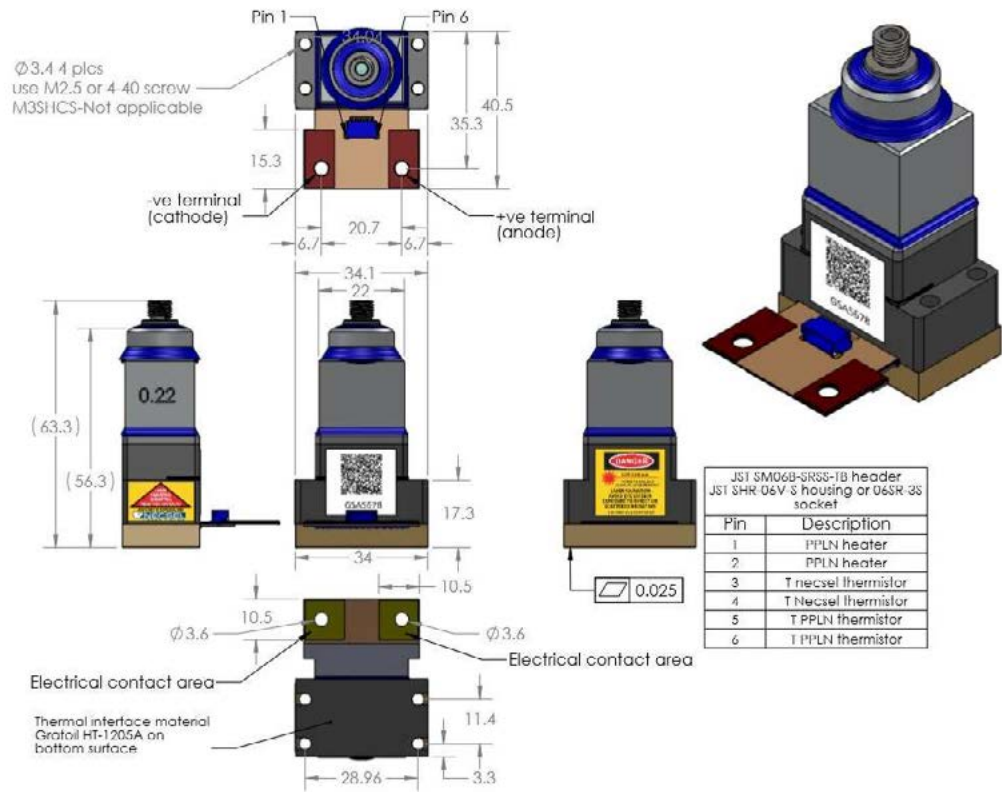 Pin 1
Pin 6
34.04
Ø3.4 4 plcs
use M2.5 or 4-40 screw
M3SHCS-Not applicable
40.5
35.3
15.3
-ve terminal
(cathode)
+ve terminal
(anode)
20.7
6.7
6.7
34.1
22
GSA5578
0.22
(63.3)
(56.3)
GSA5578
DANGER
17.3
34
0.025
JST SM06B-SRSS-TB header
JST SHR-06V-S housing or 06SR-3S
socket
Pin Description
1 PPLN heater
2 PPLN heater
3 T necsel thermistor
4 T Necsel thermistor
5 T PPLN thermistor
6 T PPLN thermistor
10.5
10.5
Ø3.6
Ø3.6
Electrical contact area
Electrical contact area
Thermal interface material
Grafoil HT-1205A on
bottom surface
11.4
28.96
3.3